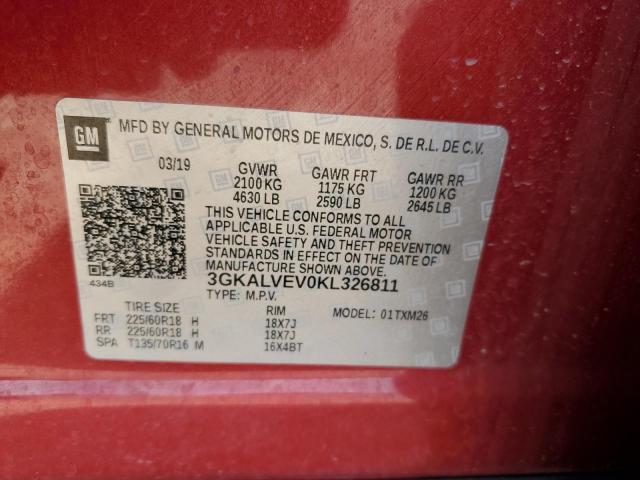 GM MFD BY GENERAL MOTORS DE MEXICO, S. DE R.L. DE C.V.
03/19 GVWR GAWR FRT GAWR RR
2100 KG 1175 KG 1200 KG
4630 LB 2590 LB 2645 LB
THIS VEHICLE CONFORMS TO ALL
APPLICABLE U.S. FEDERAL MOTOR
VEHICLE SAFETY AND THEFT PREVENTION
STANDARDS IN EFFECT ON THE DATE OF
MANUFACTURE SHOWN ABOVE.
434B
3GKALVEV0KL326811
TYPE: M.P.V.
TIRE SIZE RIM MODEL: 01TXM26
FRT 225/60R18 H 18X7J
RR 225/60R18 H 18X7J
SPA T135/70R16 M 16X4BT